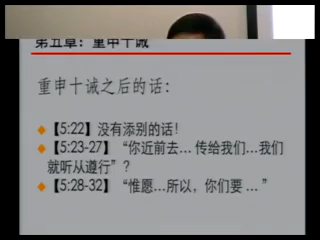 第五章：重申十诫
重申十诫之后的话：
◆【5:22】没有添别的话！
◆【5:23-27】“你近前去…传给我们…我们
就听从遵行”？
◆【5:28-32】“惟愿…所以，你们要…”